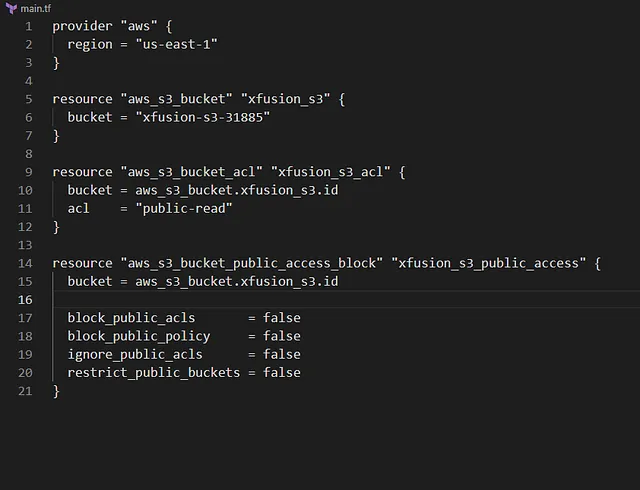 main.tf
1 provider "aws" {
2   region = "us-east-1"
3 }
4
5 resource "aws_s3_bucket" "xfusion_s3" {
6   bucket = "xfusion-s3-31885"
7 }
8
9 resource "aws_s3_bucket_acl" "xfusion_s3_acl" {
10   bucket = aws_s3_bucket.xfusion_s3.id
11   acl    = "public-read"
12 }
13
14 resource "aws_s3_bucket_public_access_block" "xfusion_s3_public_access" {
15   bucket = aws_s3_bucket.xfusion_s3.id
16
17   block_public_acls       = false
18   block_public_policy     = false
19   ignore_public_acls      = false
20   restrict_public_buckets = false
21 }